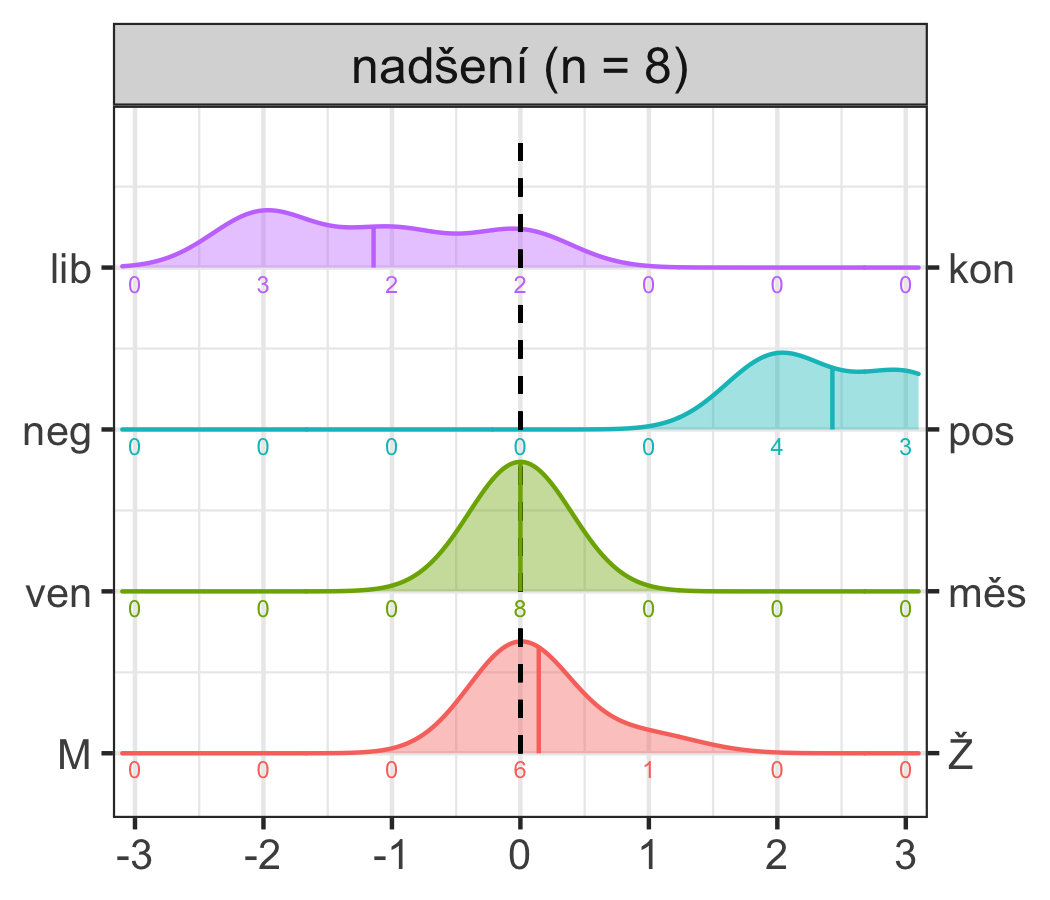 nadšení (n = 8)
lib kon
0 3 2 2 0 0 0
neg pos
0 0 0 0 0 4 3
ven měs
0 0 0 8 0 0 0
M Ž
0 0 0 6 1 0 0
-3 -2 -1 0 1 2 3